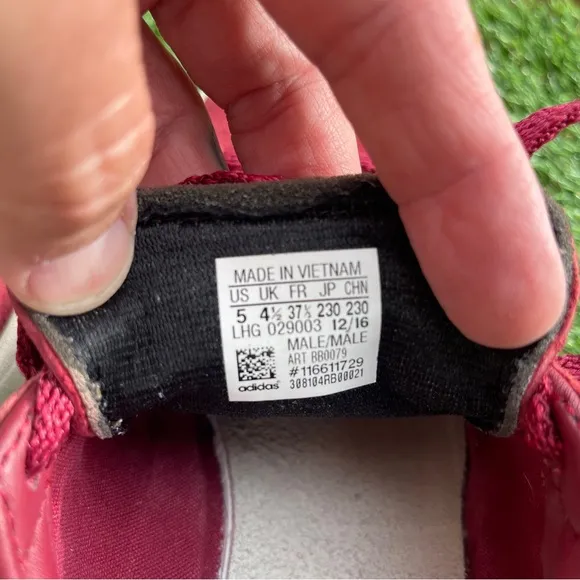 MADE IN VIETNAM
US UK FR JP CHN
5 4½ 37⅓ 230 230
LHG 029003 12/16
MALE/MALE
ART BB0079
#116611729
308104RB00021
adidas